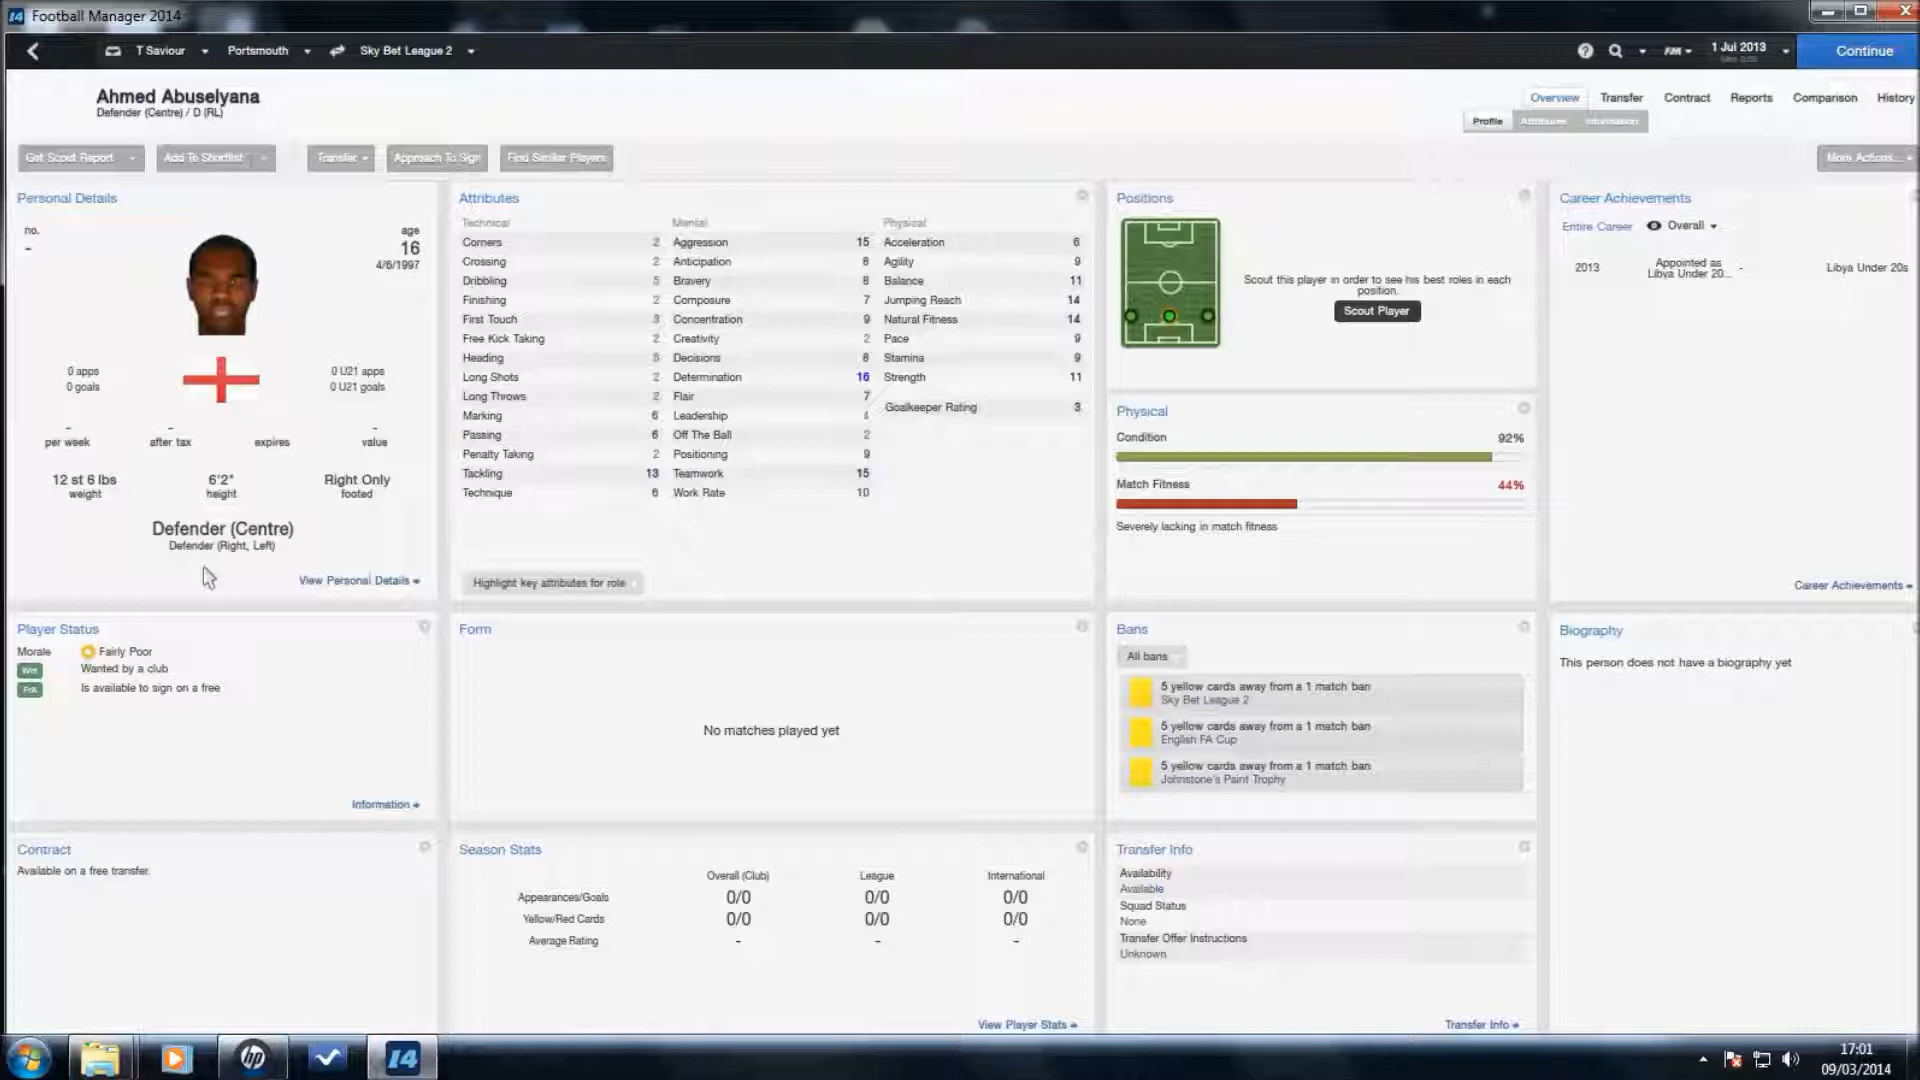 Football Manager 2014
T Saviour
Portsmouth
Sky Bet League 2
FM
1 Jul 2013
Continue
Ahmed Abuselyana
Defender (Centre) / D (RL)
Overview Transfer Contract Reports Comparison History
Profile Attributes Information
Get Scout Report
Add To Shortlist
Transfer
Approach To Sign
Find Similar Players
More Actions...
Personal Details
no.
-
age
16
4/6/1997
0 apps
0 goals
0 U21 apps
0 U21 goals
- per week
- after tax
expires
- value
12 st 6 lbs
weight
6'2"
height
Right Only
footed
Defender (Centre)
Defender (Right, Left)
View Personal Details
Attributes
Technical
Corners 2
Crossing 2
Dribbling 5
Finishing 2
First Touch 3
Free Kick Taking 2
Heading 5
Long Shots 2
Long Throws 2
Marking 6
Passing 6
Penalty Taking 2
Tackling 13
Technique 6
Mental
Aggression 15
Anticipation 8
Bravery 8
Composure 7
Concentration 9
Creativity 2
Decisions 8
Determination 16
Flair 7
Leadership
Off The Ball 2
Positioning 9
Teamwork 15
Work Rate 10
Physical
Acceleration 6
Agility 9
Balance 11
Jumping Reach 14
Natural Fitness 14
Pace 9
Stamina 9
Strength 11
Goalkeeper Rating 3
Highlight key attributes for role
Positions
Scout this player in order to see his best roles in each
position.
Scout Player
Physical
Condition 92%
Match Fitness 44%
Severely lacking in match fitness
Career Achievements
Entire Career Overall
2013
Appointed as
Libya Under 20...
-
Libya Under 20s
Career Achievements
Player Status
Morale Fairly Poor
Wnt Wanted by a club
FrA Is available to sign on a free
Information
Form
No matches played yet
Bans
All bans
5 yellow cards away from a 1 match ban
Sky Bet League 2
5 yellow cards away from a 1 match ban
English FA Cup
5 yellow cards away from a 1 match ban
Johnstone's Paint Trophy
Biography
This person does not have a biography yet
Contract
Available on a free transfer.
Season Stats
Overall (Club) League International
Appearances/Goals 0/0 0/0 0/0
Yellow/Red Cards 0/0 0/0 0/0
Average Rating - - -
View Player Stats
Transfer Info
Availability
Available
Squad Status
None
Transfer Offer Instructions
Unknown
Transfer Info
hp
14
17:01
09/03/2014